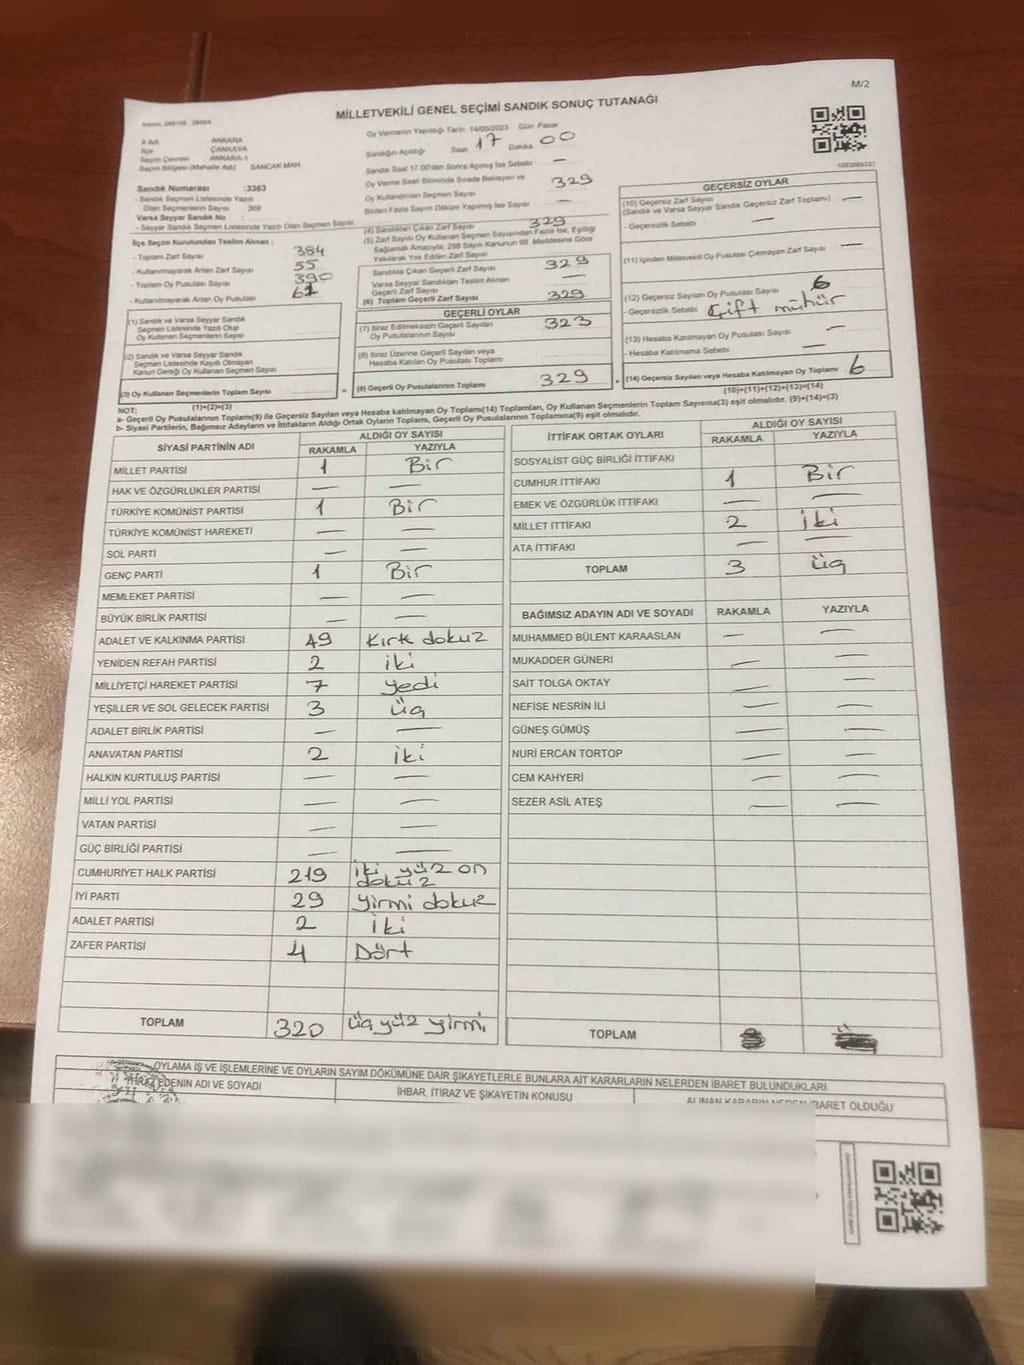 M/2
MİLLETVEKİLİ GENEL SEÇİMİ SANDIK SONUÇ TUTANAĞI
İl Adı ANKARA
İlçe ÇANKAYA
Seçim Çevresi ANKARA-1
Seçim Bölgesi (Mahalle Adı) SANCAK MAH
Sandık Numarası :3363
- Sandık Seçmen Listesinde Yazılı
Olan Seçmenlerin Sayısı 369
Varsa Seyyar Sandık No :
- Seyyar Sandık Seçmen Listesinde Yazılı Olan Seçmen Sayısı
Oy Vermenin Yapıldığı Tarih 14/05/2023 Gün Pazar
Sandığın Açıldığı Saat 17 Dakika 00
Sandık Saat 17.00'den Sonra Açılmış İse Sebebi —
Oy Verme Saati Bitiminde Sırada Bekleyen ve
Oy Kullandırılan Seçmen Sayısı 329
Birden Fazla Sayım Döküm Yapılmış İse Sayısı —
İlçe Seçim Kurulundan Teslim Alınan ;
- Toplam Zarf Sayısı 384
- Kullanılmayarak Artan Zarf Sayısı 55
- Toplam Oy Pusulası Sayısı 390
- Kullanılmayarak Artan Oy Pusulası 61
(4) Sandıktan Çıkan Zarf Sayısı 329
(5) Zarf Sayısı Oy Kullanan Seçmen Sayısından Fazla İse, Eşitliği
Sağlamak Amacıyla; 298 Sayılı Kanunun 98. Maddesine Göre
Yakılarak Yok Edilen Zarf Sayısı
Sandıkta Çıkan Geçerli Zarf Sayısı 329
Varsa Seyyar Sandıktan Teslim Alınan
Geçerli Zarf Sayısı —
(6) Toplam Geçerli Zarf Sayısı 329
GEÇERSİZ OYLAR
(10) Geçersiz Zarf Sayısı
(Sandık ve Varsa Seyyar Sandık Geçersiz Zarf Toplamı) —
- Geçersizlik Sebebi —
(11) İçinden Milletvekili Oy Pusulası Çıkmayan Zarf Sayısı —
(12) Geçersiz Sayılan Oy Pusulası Sayısı 6
- Geçersizlik Sebebi Çift mühür
(13) Hesaba Katılmayan Oy Pusulası Sayısı —
- Hesaba Katılmama Sebebi —
(14) Geçersiz Sayılan veya Hesaba Katılmayan Oy Toplamı 6
(10)+(11)+(12)+(13)=(14)
(1) Sandık ve Varsa Seyyar Sandık
Seçmen Listesinde Yazılı Olup
Oy Kullanan Seçmen Sayısı
(2) Sandık ve Varsa Seyyar Sandık
Seçmen Listesinde Kayıtlı Olmayan
Kanun Gereği Oy Kullanan Seçmen Sayısı
(3) Oy Kullanan Seçmenlerin Toplam Sayısı =
(1)+(2)=(3)
GEÇERLİ OYLAR
(7) İtiraz Edilmeksizin Geçerli Sayılan
Oy Pusulalarının Sayısı 323
(8) İtiraz Üzerine Geçerli Sayılan veya
Hesaba Katılan Oy Pusulası Toplamı
(9) Geçerli Oy Pusulalarının Toplamı 329 +
NOT:
a- Geçerli Oy Pusulalarının Toplamı(9) ile Geçersiz Sayılan veya Hesaba katılmayan Oy Toplamı(14) Toplamları, Oy Kullanan Seçmenlerin Toplam Sayısına(3) eşit olmalıdır. (9)+(14)=(3)
b- Siyasi Partilerin, Bağımsız Adayların ve İttifakların Aldığı Ortak Oyların Toplamı, Geçerli Oy Pusulalarının Toplamına(9) eşit olmalıdır.
SİYASİ PARTİNİN ADI ALDIĞI OY SAYISI
RAKAMLA YAZIYLA
MİLLET PARTİSİ 1 Bir
HAK VE ÖZGÜRLÜKLER PARTİSİ — —
TÜRKİYE KOMÜNİST PARTİSİ 1 Bir
TÜRKİYE KOMÜNİST HAREKETİ — —
SOL PARTİ — —
GENÇ PARTİ 1 Bir
MEMLEKET PARTİSİ — —
BÜYÜK BİRLİK PARTİSİ — —
ADALET VE KALKINMA PARTİSİ 49 Kırk dokuz
YENİDEN REFAH PARTİSİ 2 iki
MİLLİYETÇİ HAREKET PARTİSİ 7 yedi
YEŞİLLER VE SOL GELECEK PARTİSİ 3 üç
ADALET BİRLİK PARTİSİ — —
ANAVATAN PARTİSİ 2 iki
HALKIN KURTULUŞ PARTİSİ — —
MİLLİ YOL PARTİSİ — —
VATAN PARTİSİ — —
GÜÇ BİRLİĞİ PARTİSİ — —
CUMHURİYET HALK PARTİSİ 219 iki yüz on
dokuz
İYİ PARTİ 29 yirmi dokuz
ADALET PARTİSİ 2 iki
ZAFER PARTİSİ 4 Dört
TOPLAM 320 üç yüz yirmi
İTTİFAK ORTAK OYLARI ALDIĞI OY SAYISI
RAKAMLA YAZIYLA
SOSYALİST GÜÇ BİRLİĞİ İTTİFAKI
CUMHUR İTTİFAKI 1 Bir
EMEK VE ÖZGÜRLÜK İTTİFAKI — —
MİLLET İTTİFAKI 2 iki
ATA İTTİFAKI — —
TOPLAM 3 üç
BAĞIMSIZ ADAYIN ADI VE SOYADI RAKAMLA YAZIYLA
MUHAMMED BÜLENT KARAASLAN — —
MUKADDER GÜNERİ — —
SAİT TOLGA OKTAY — —
NEFİSE NESRİN İLİ — —
GÜNEŞ GÜMÜŞ — —
NURİ ERCAN TORTOP — —
CEM KAHYERİ — —
SEZER ASİL ATEŞ — —
TOPLAM
OYLAMA İŞ VE İŞLEMLERİNE VE OYLARIN SAYIM DÖKÜMÜNE DAİR ŞİKAYETLERLE BUNLARA AİT KARARLARIN NELERDEN İBARET BULUNDUKLARI
İTİRAZ EDENİN ADI VE SOYADI İHBAR, İTİRAZ VE ŞİKAYETİN KONUSU ALINAN KARARIN NEDEN İBARET OLDUĞU